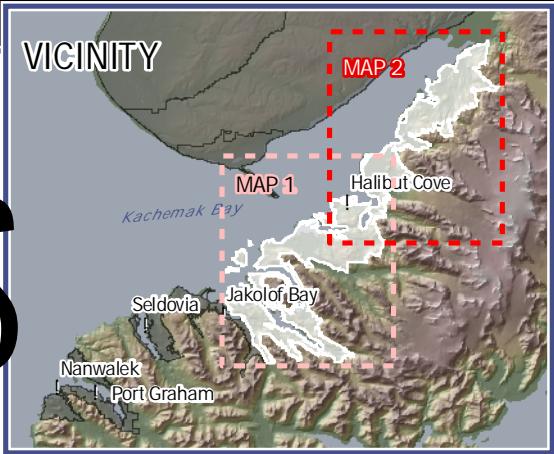 VICINITY
MAP 2
MAP 1
Halibut Cove
Kachemak Bay
Jakolof Bay
Seldovia
Nanwalek
Port Graham